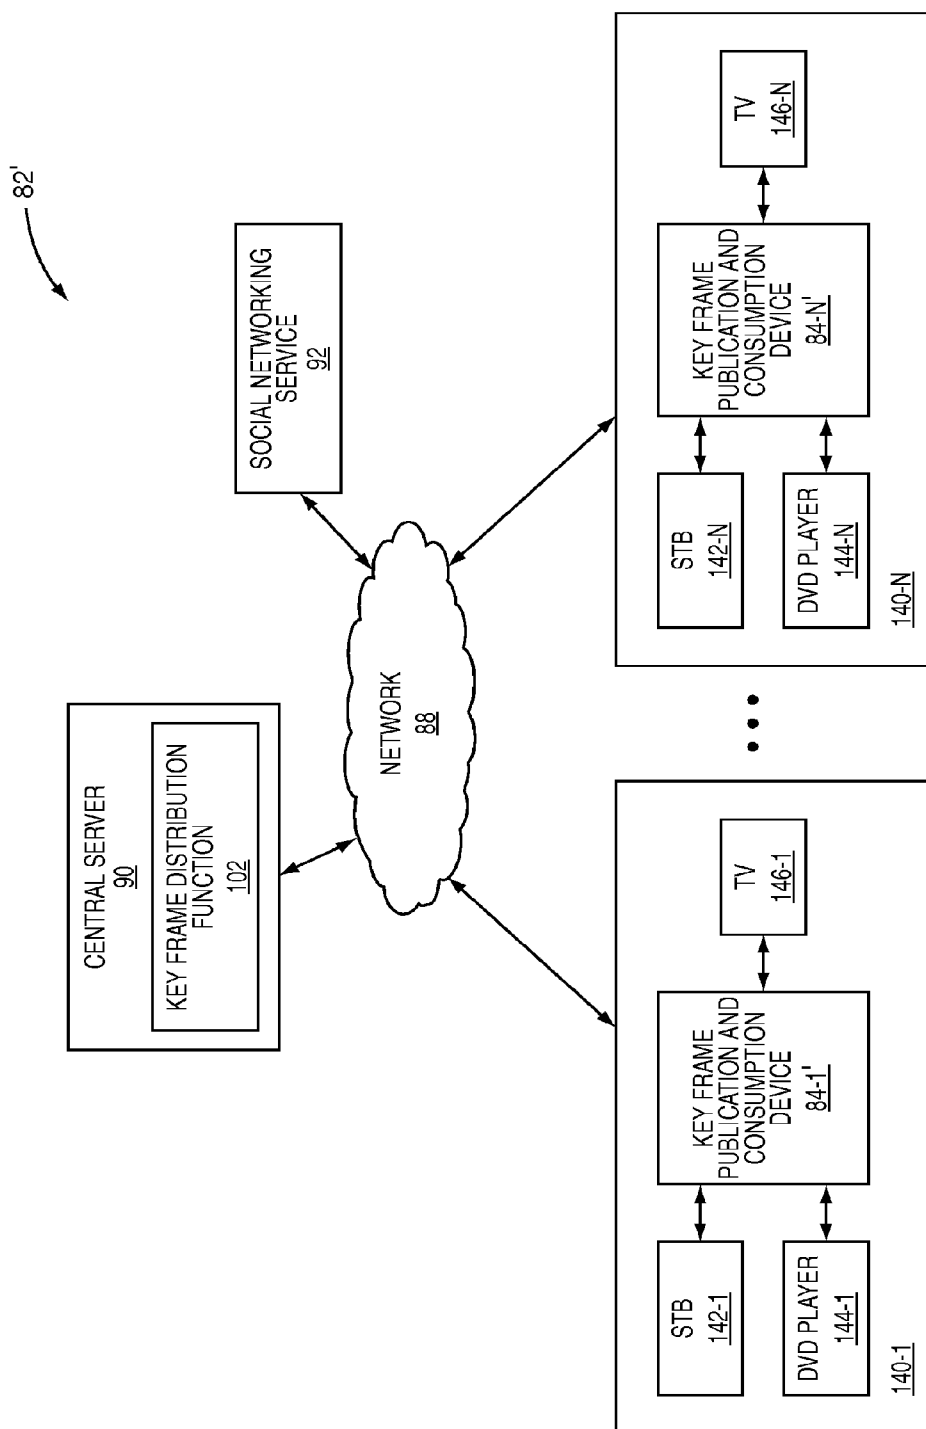 82'
CENTRAL SERVER
90
KEY FRAME DISTRIBUTION
FUNCTION
102
SOCIAL NETWORKING
SERVICE
92
NETWORK
88
STB
142-1
DVD PLAYER
144-1
KEY FRAME
PUBLICATION AND
CONSUMPTION
DEVICE
84-1'
TV
146-1
140-1
STB
142-N
DVD PLAYER
144-N
KEY FRAME
PUBLICATION AND
CONSUMPTION
DEVICE
84-N'
TV
146-N
140-N